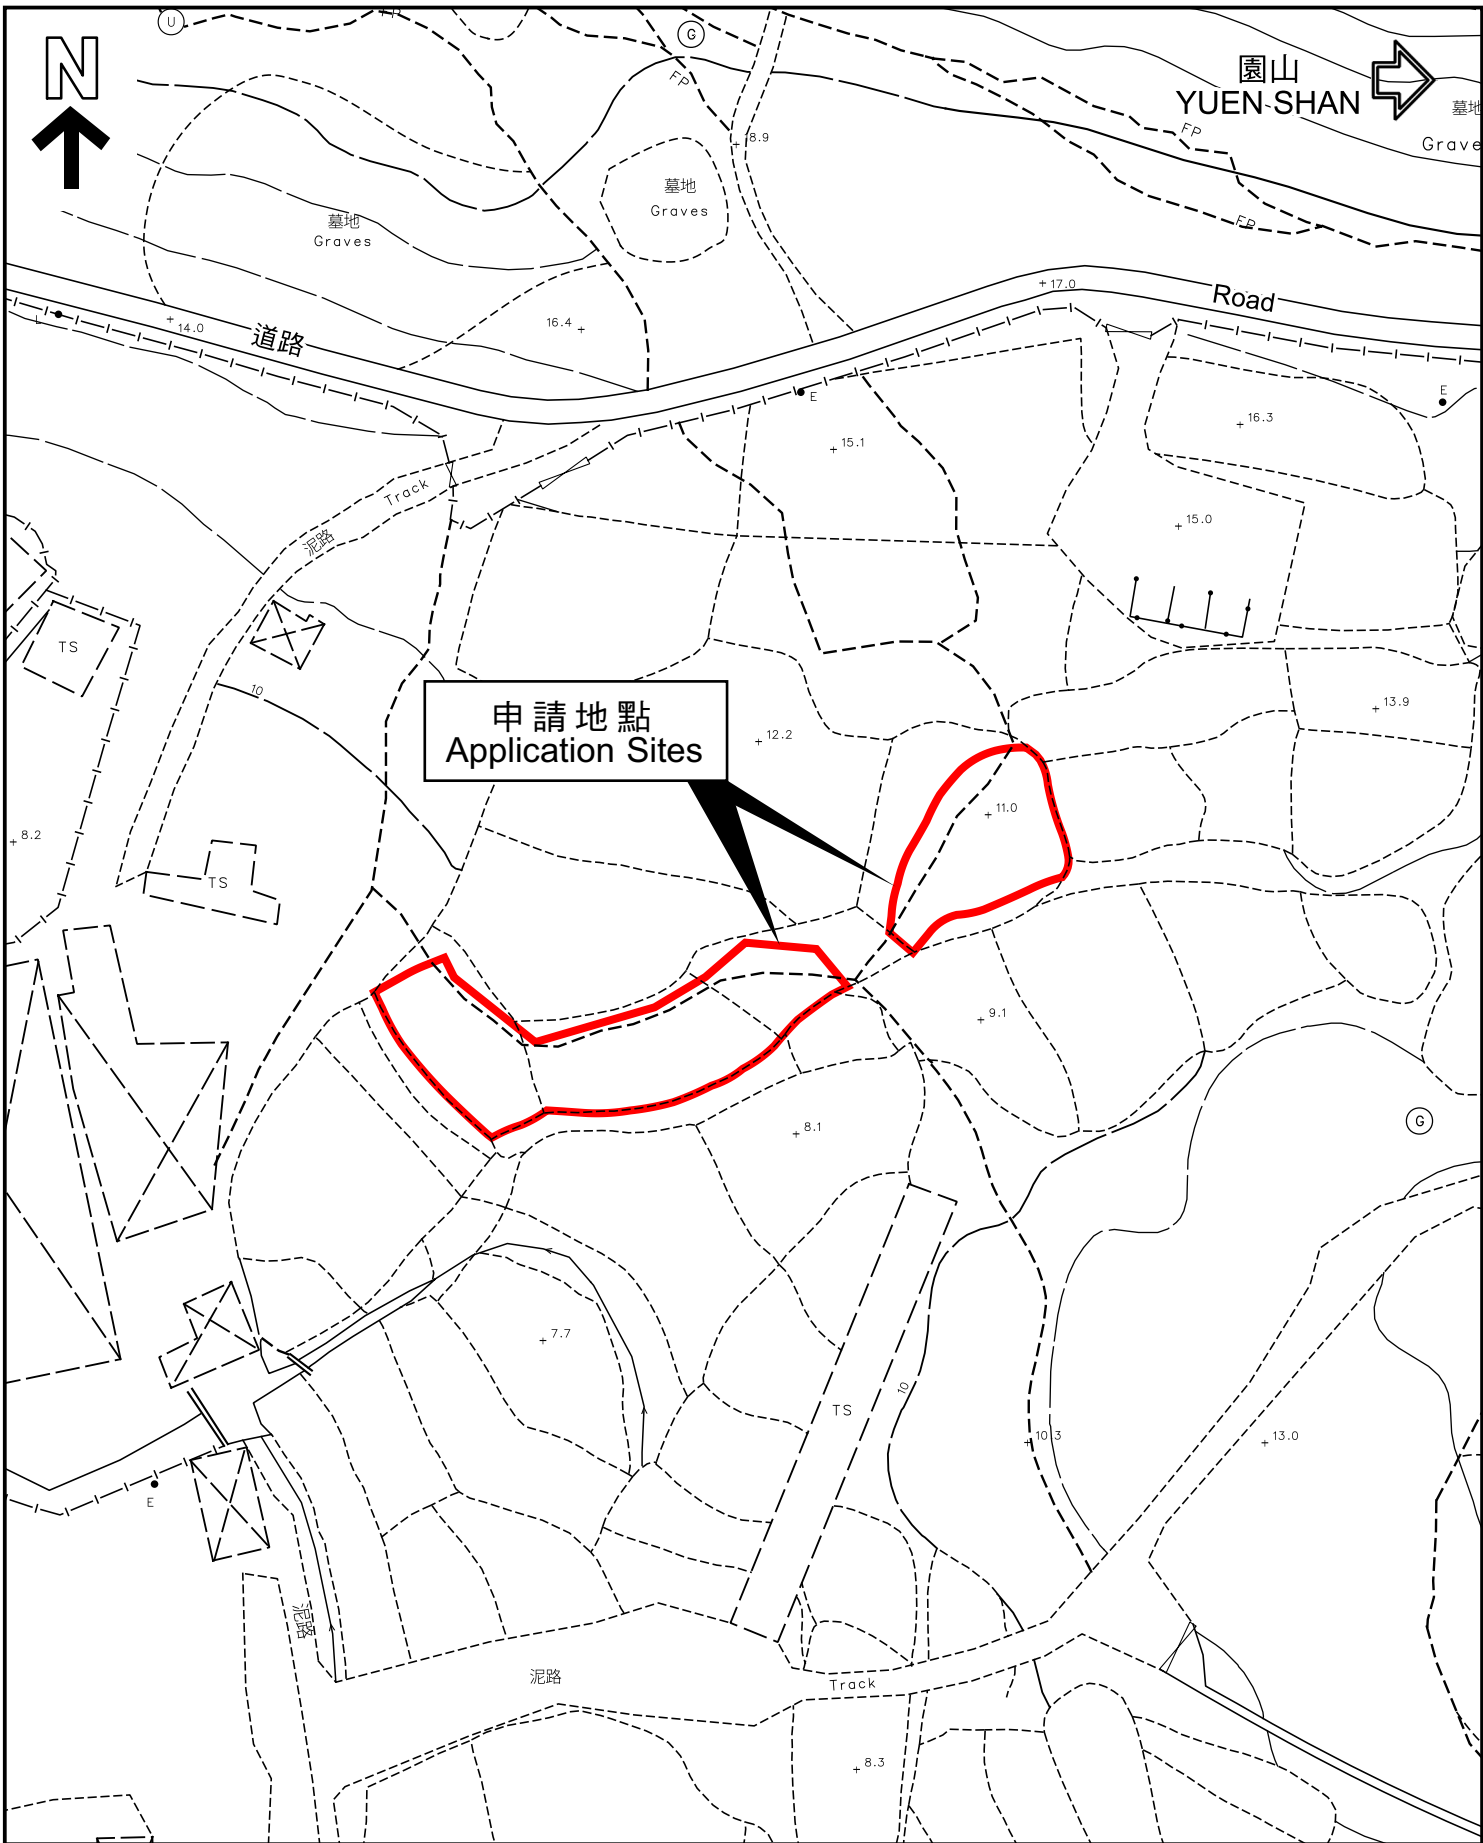 U
FP
G
N
園山
YUEN SHAN
FP
墓地
Grave
FP
8.9
墓地
Graves
墓地
Graves
FP
17.0
Road
L
14.0
道路
16.4
E
E
16.3
15.1
Track
泥路
15.0
TS
10
申請地點
Application Sites
13.9
12.2
11.0
8.2
TS
9.1
G
8.1
7.7
10
TS
10.3
13.0
E
泥路
泥路
Track
8.3